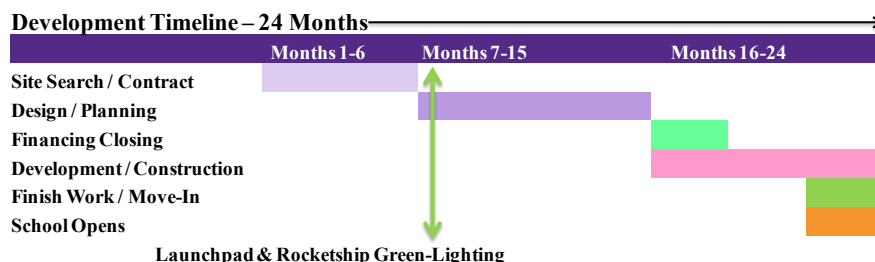 Development Timeline – 24 Months
Months 1-6 Months 7-15 Months 16-24
Site Search / Contract
Design / Planning
Financing Closing
Development / Construction
Finish Work / Move-In
School Opens
Launchpad & Rocketship Green-Lighting